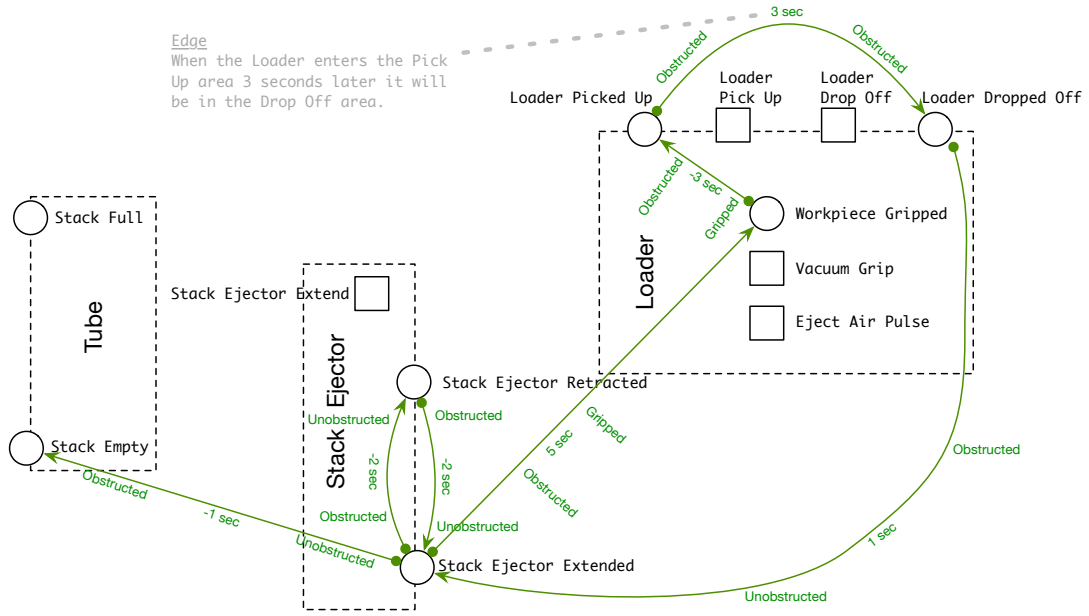 3 sec
Edge
When the Loader enters the Pick
Up area 3 seconds later it will
be in the Drop Off area.
Obstructed
Obstructed
Loader
Pick Up
Loader
Drop Off
Loader Picked Up
Loader Dropped Off
Obstructed
-3 sec
Gripped
Stack Full
Workpiece Gripped
Loader
Vacuum Grip
Stack Ejector Extend
Eject Air Pulse
Tube
Stack Ejector
Stack Ejector Retracted
Unobstructed
Obstructed
Gripped
5 sec
Stack Empty
Obstructed
-2 sec
-2 sec
Obstructed
Obstructed
-1 sec
Obstructed
Unobstructed
Unobstructed
1 sec
Stack Ejector Extended
Unobstructed